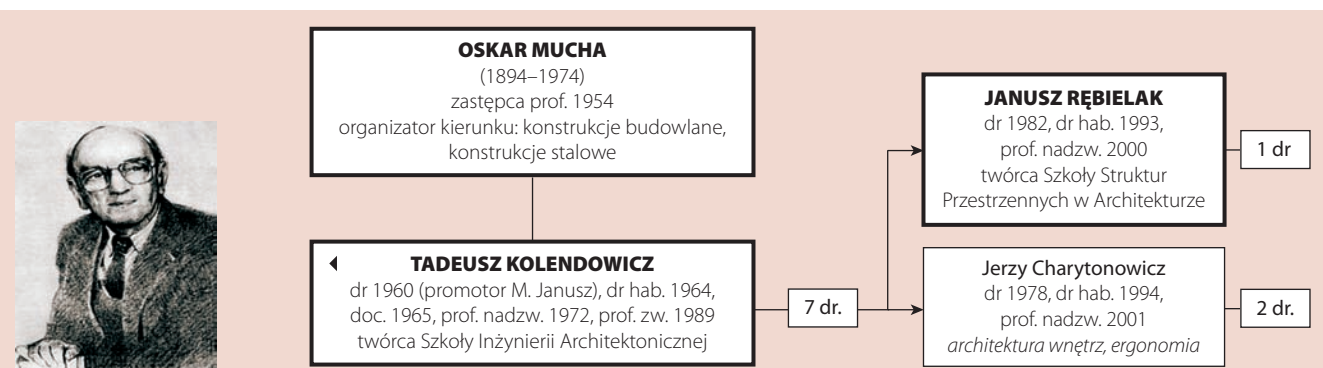 OSKAR MUCHA
(1894–1974)
zastępca prof. 1954
organizator kierunku: konstrukcje budowlane,
konstrukcje stalowe
TADEUSZ KOLENDOWICZ
dr 1960 (promotor M. Janusz), dr hab. 1964,
doc. 1965, prof. nadzw. 1972, prof. zw. 1989
twórca Szkoły Inżynierii Architektonicznej
7 dr.
JANUSZ RĘBIELAK
dr 1982, dr hab. 1993,
prof. nadzw. 2000
twórca Szkoły Struktur
Przestrzennych w Architekturze
1 dr
Jerzy Charytonowicz
dr 1978, dr hab. 1994,
prof. nadzw. 2001
architektura wnętrz, ergonomia
2 dr.